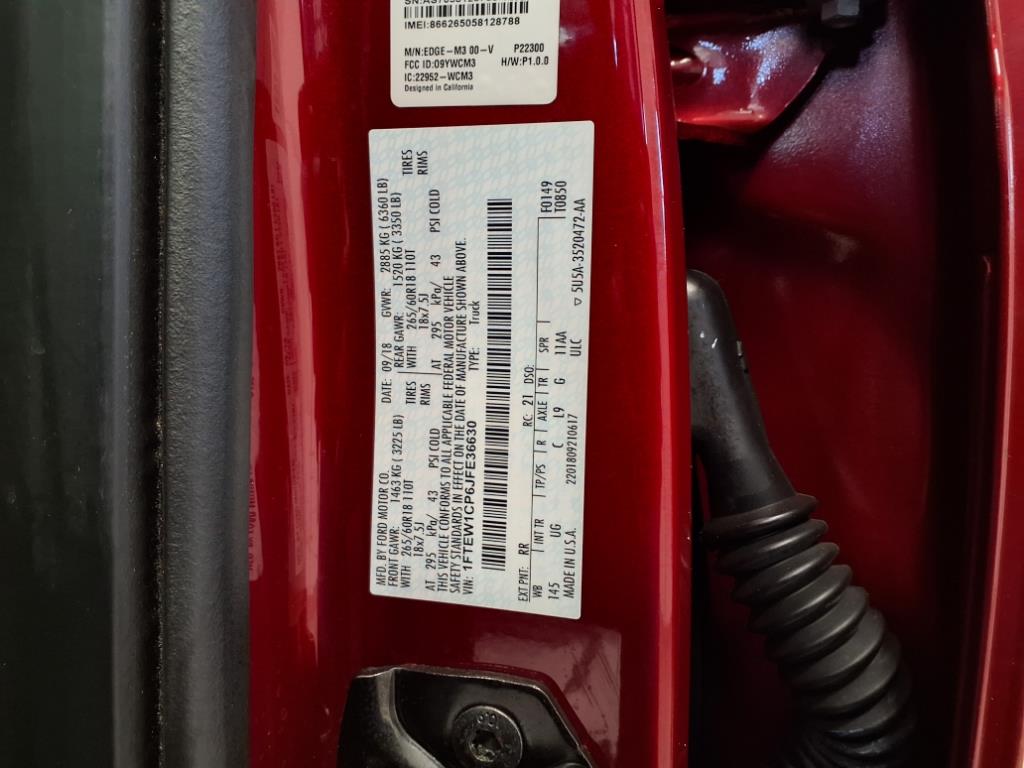 IMEI:866265058128788
M/N:EDGE-M3 00-V P22300
FCC ID:O9YWCM3 H/W:P1.0.0
IC:22952-WCM3
Designed in California
MFD. BY FORD MOTOR CO. DATE: 09/18 GVWR: 2885 KG ( 6360 LB)
FRONT GAWR: 1463 KG ( 3225 LB) REAR GAWR: 1520 KG ( 3350 LB)
WITH 265/60R18 110T TIRES WITH 265/60R18 110T TIRES
18x7.5J RIMS 18x7.5J RIMS
AT 295 kPa/ 43 PSI COLD AT 295 kPa/ 43 PSI COLD
THIS VEHICLE CONFORMS TO ALL APPLICABLE FEDERAL MOTOR VEHICLE
SAFETY STANDARDS IN EFFECT ON THE DATE OF MANUFACTURE SHOWN ABOVE.
VIN: 1FTEW1CP6JFE36630 TYPE: Truck
EXT PNT: RR RC: 21 DSO: F0149
WB INT TR TP/PS R AXLE TR SPR T0850
145 UG C L9 G 11AA
MADE IN U.S.A. 2201809210617 ULC ▽ 5U5A-3520472-AA